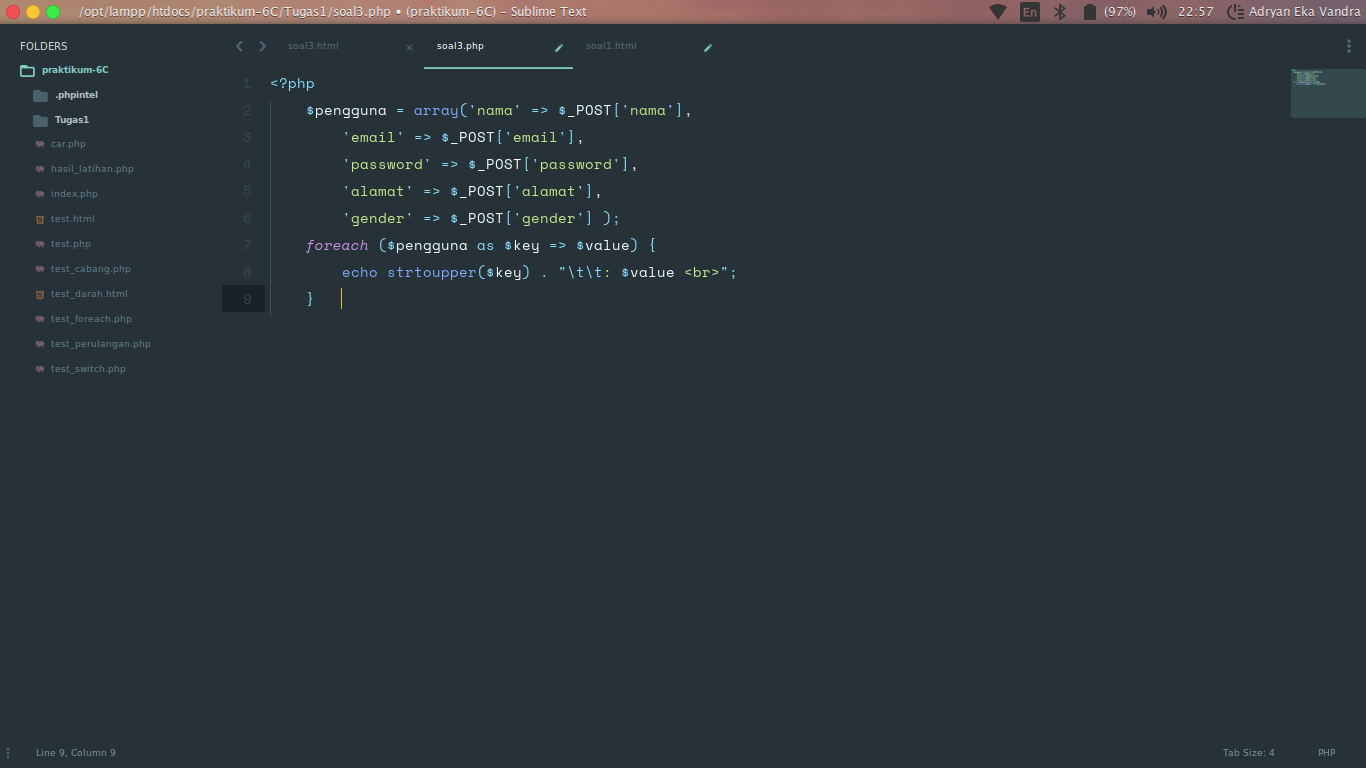 /opt/lampp/htdocs/praktikum-6C/Tugas1/soal3.php • (praktikum-6C) - Sublime Text
En (97%) 22:57 Adryan Eka Vandra
FOLDERS
praktikum-6C
.phpintel
Tugas1
car.php
hasil_latihan.php
index.php
test.html
test.php
test_cabang.php
test_darah.html
test_foreach.php
test_perulangan.php
test_switch.php
soal3.html × soal3.php soal1.html
1 <?php
2     $pengguna = array('nama' => $_POST['nama'],
3         'email' => $_POST['email'],
4         'password' => $_POST['password'],
5         'alamat' => $_POST['alamat'],
6         'gender' => $_POST['gender'] );
7     foreach ($pengguna as $key => $value) {
8         echo strtoupper($key) . "\t\t: $value <br>";
9     }
Line 9, Column 9
Tab Size: 4 PHP